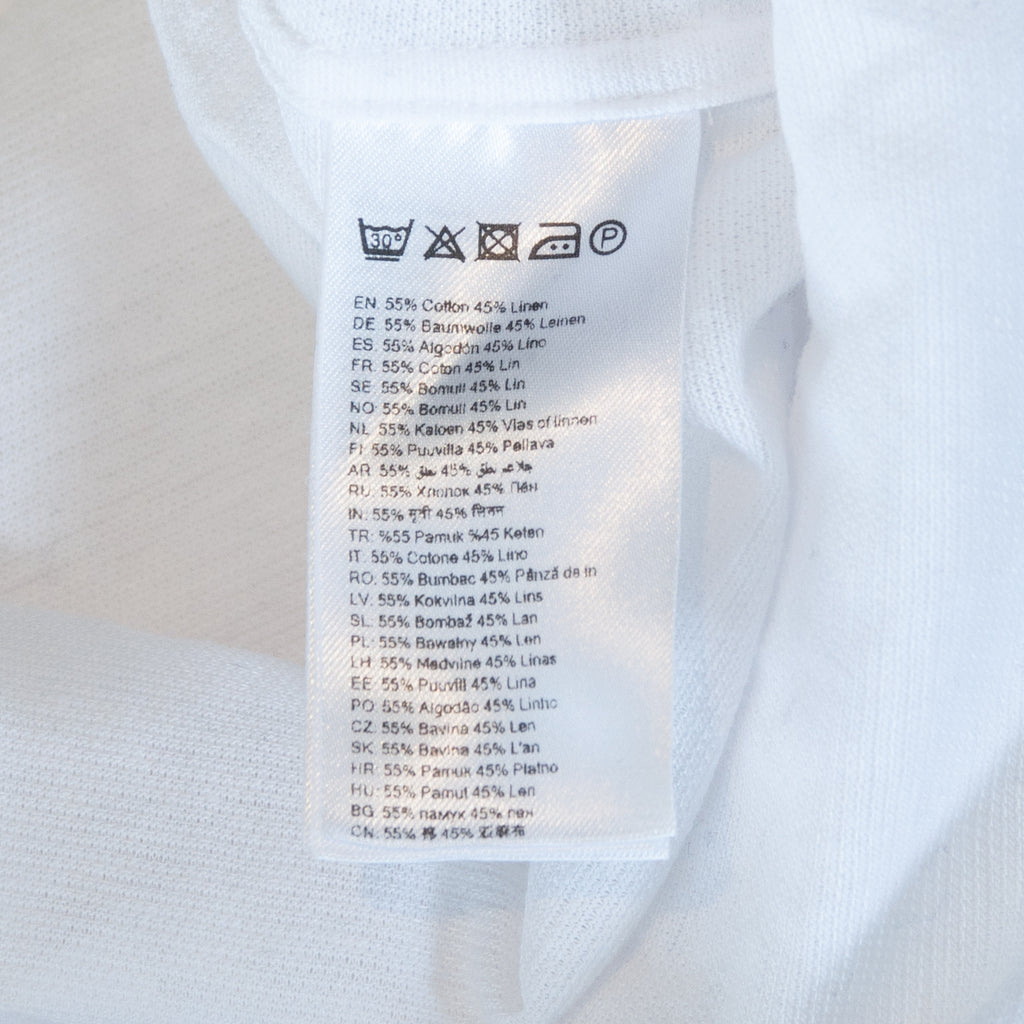 30°
P
EN: 55% Cotton 45% Linen
DE: 55% Baumwolle 45% Leinen
ES: 55% Algodón 45% Lino
FR: 55% Coton 45% Lin
SE: 55% Bomull 45% Lin
NO: 55% Bomull 45% Lin
NL: 55% Katoen 45% Vlas of linnen
FI: 55% Puuvilla 45% Pellava
AR: 55% 45%
RU: 55% Хлопок 45% Лён
IN: 55% 45%
TR: %55 Pamuk %45 Keten
IT: 55% Cotone 45% Lino
RO: 55% Bumbac 45% Pânză de in
LV: 55% Kokvilna 45% Lins
SL: 55% Bombaž 45% Lan
PL: 55% Bawełny 45% Len
LH: 55% Medvilnė 45% Linas
EE: 55% Puuvill 45% Lina
PO: 55% Algodão 45% Linho
CZ: 55% Bavlna 45% Len
SK: 55% Bavlna 45% L'an
HR: 55% Pamuk 45% Platno
HU: 55% Pamut 45% Len
BG: 55% памук 45% лен
CN: 55% 棉 45% 亚麻布